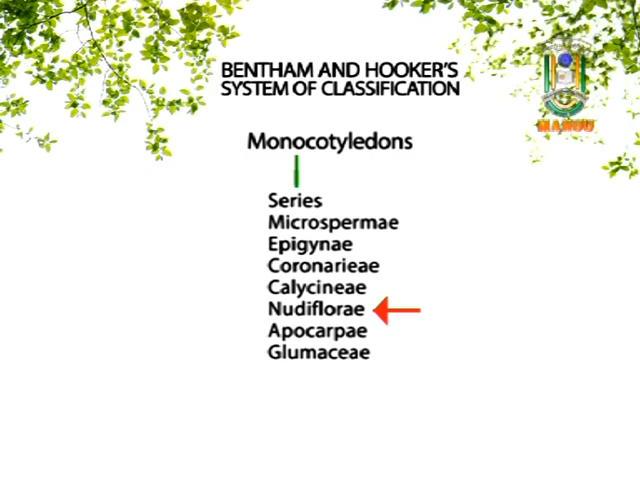 BENTHAM AND HOOKER'S
SYSTEM OF CLASSIFICATION
MANUU
Monocotyledons
Series
Microspermae
Epigynae
Coronarieae
Calycineae
Nudiflorae
Apocarpae
Glumaceae